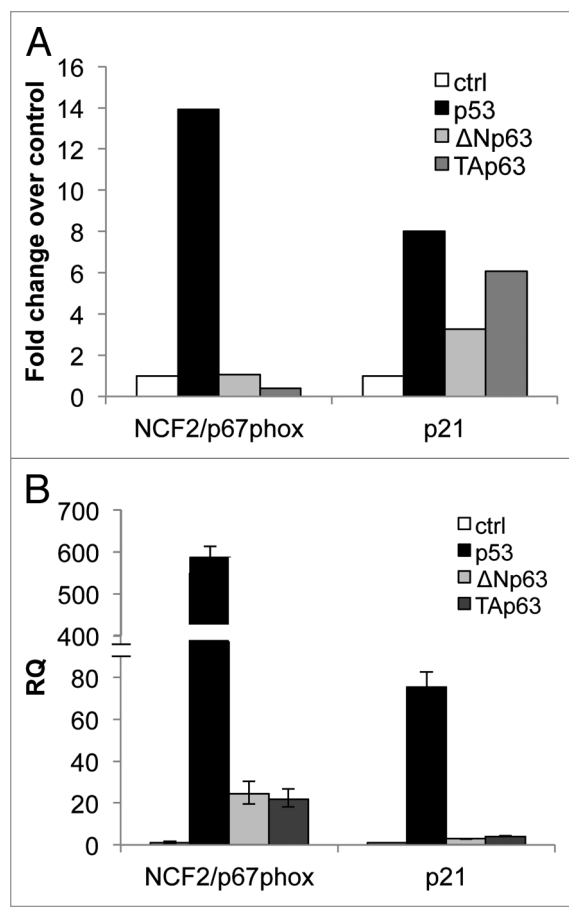 A
Fold change over control
16
14
12
10
8
6
4
2
0
ctrl
p53
ΔNp63
TAp63
NCF2/p67phox
p21
B
RQ
700
600
500
400
80
60
40
20
0
ctrl
p53
ΔNp63
TAp63
NCF2/p67phox
p21